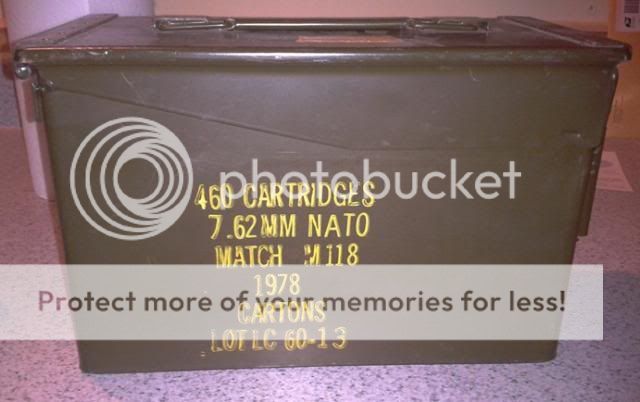 460 CARTRIDGES
photobucket
7.62MM NATO
MATCH M118
1978
Protect more of your memories for less!
CARTONS
LOT LC 60-13